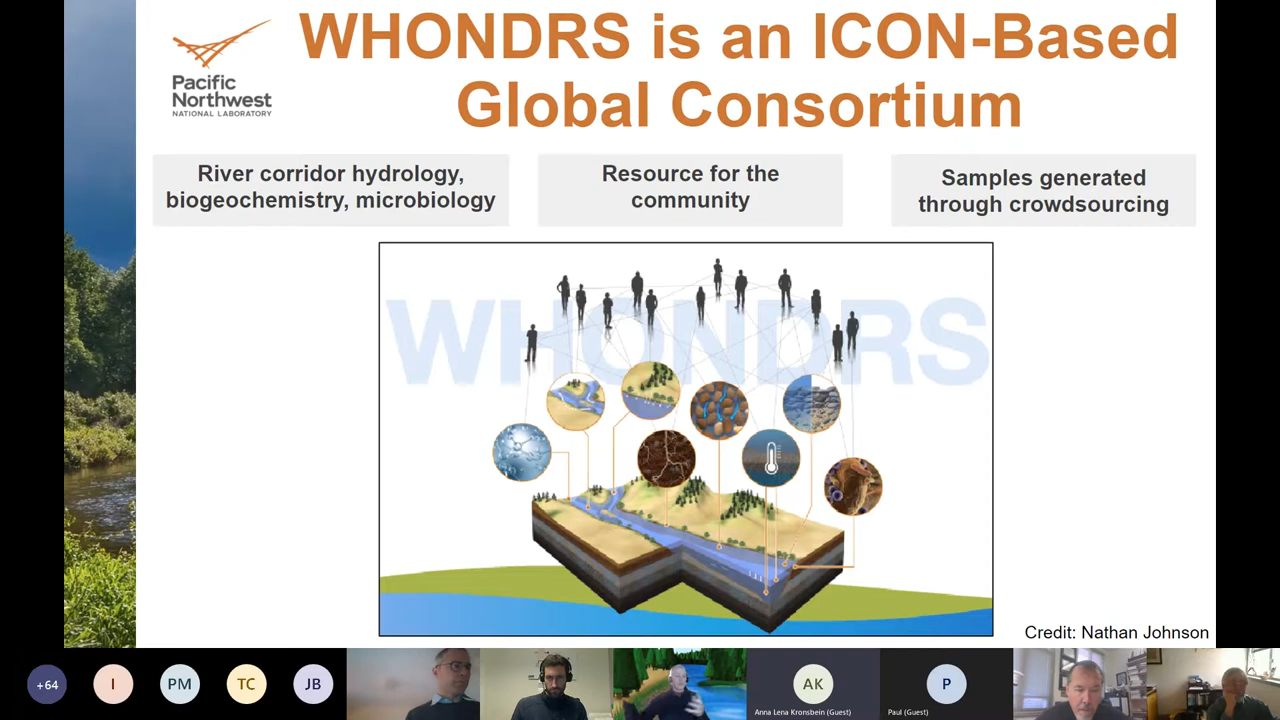 WHONDRS is an ICON-Based
Global Consortium
Pacific
Northwest
NATIONAL LABORATORY
River corridor hydrology,
biogeochemistry, microbiology
Resource for the
community
Samples generated
through crowdsourcing
WHONDRS
Credit: Nathan Johnson
+64
I
PM
TC
JB
AK
Anna Lena Kronsbein (Guest)
P
Paul (Guest)